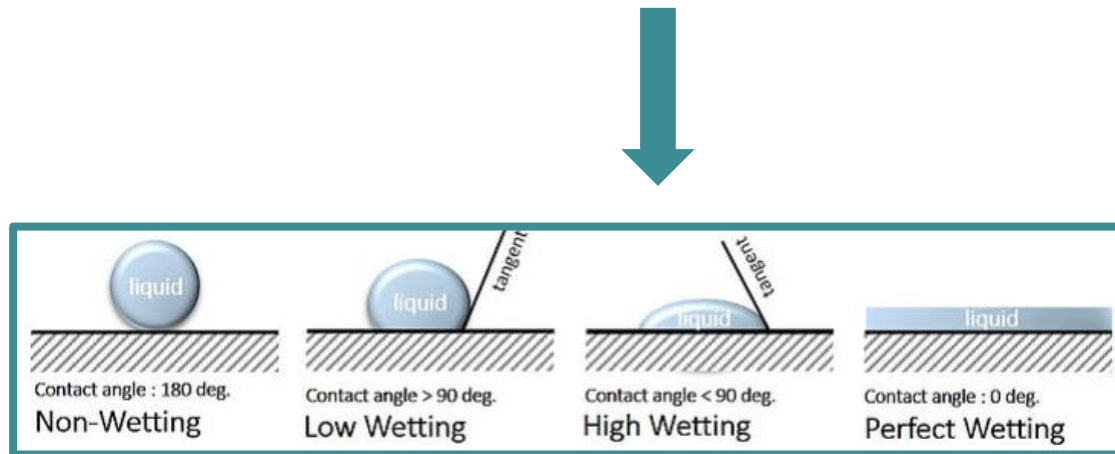 liquid
Contact angle : 180 deg.
Non-Wetting
liquid
tangent
Contact angle > 90 deg.
Low Wetting
liquid
tangent
Contact angle < 90 deg.
High Wetting
liquid
Contact angle : 0 deg.
Perfect Wetting